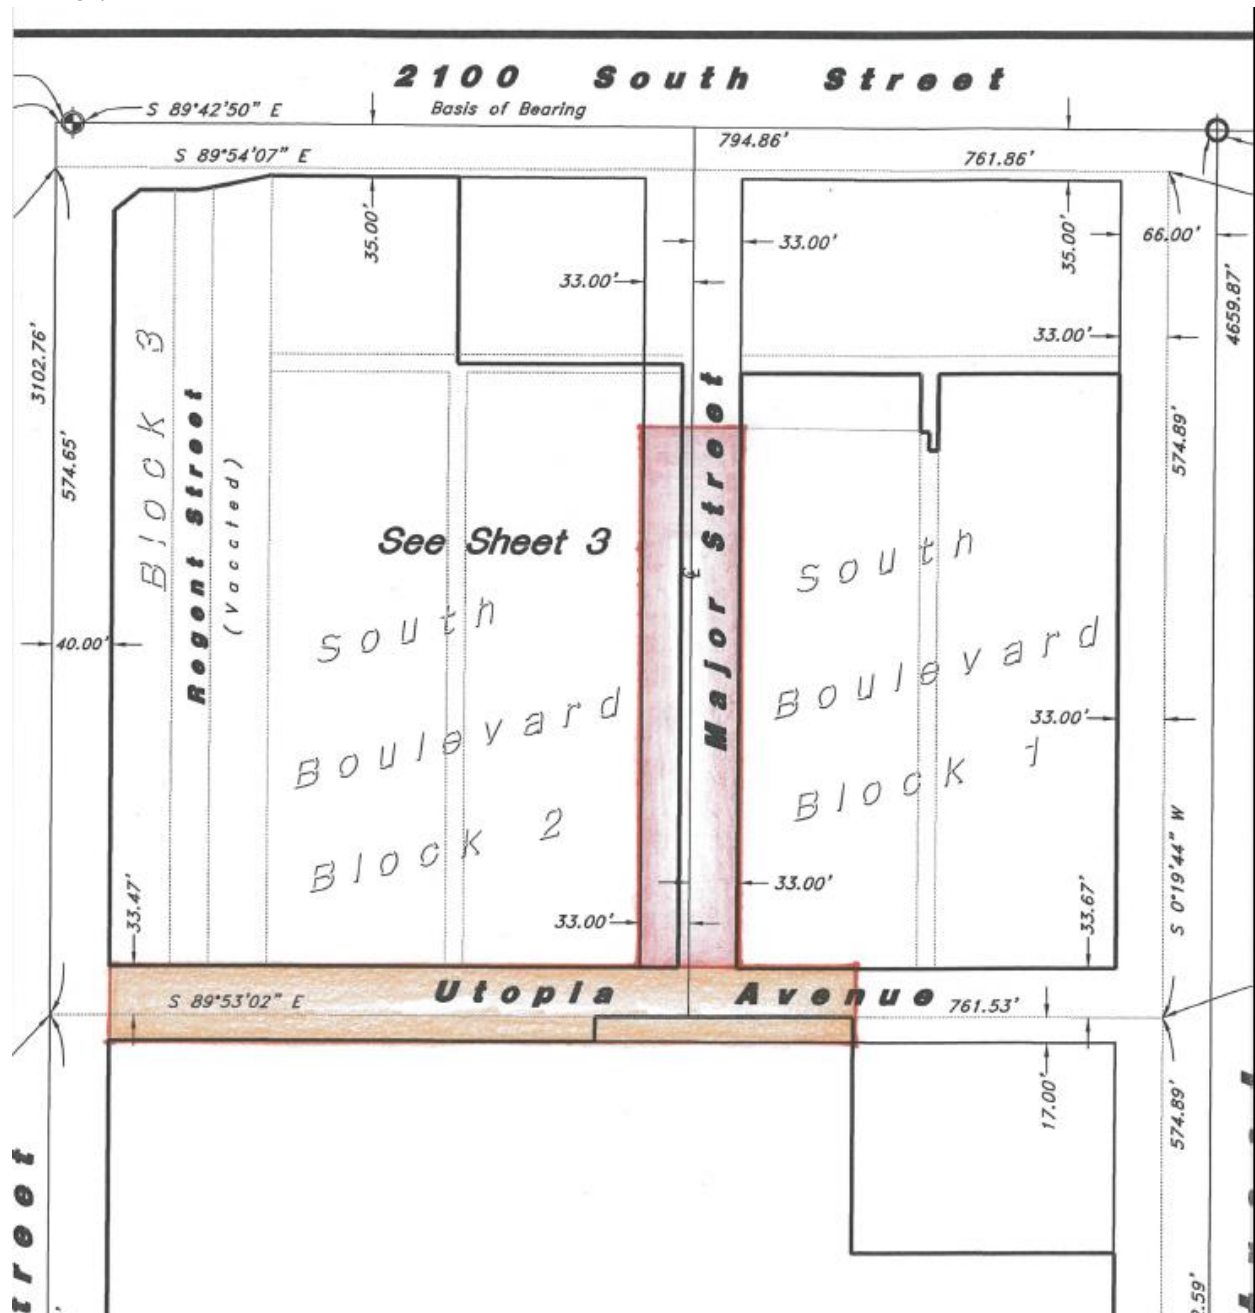 2100 South Street
S 89°42'50" E
Basis of Bearing
794.86'
S 89°54'07" E
761.86'
35.00'
33.00'
35.00'
66.00'
33.00'
33.00'
4659.87'
3102.76'
Block 3
Regent Street
(Vacated)
574.65'
574.89'
See Sheet 3
South
Boulevard
Block 2
Major Street
℄
South
Boulevard
Block 1
40.00'
33.00'
S 0°19'44" W
33.00'
33.00'
33.47'
33.67'
S 89°53'02" E
Utopia Avenue
761.53'
17.00'
574.89'
treet
2.59'